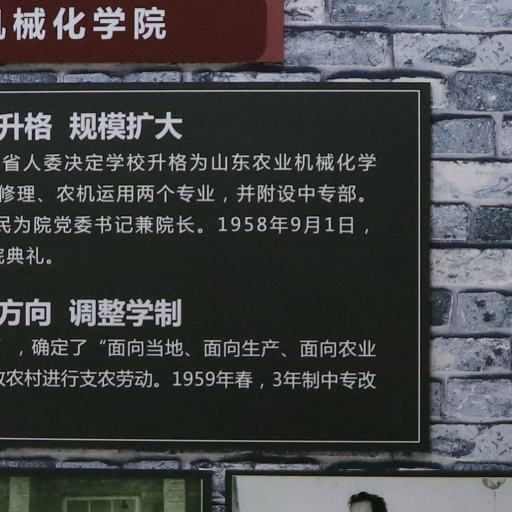 机械化学院
升格 规模扩大
省人委决定学校升格为山东农业机械化学
修理、农机运用两个专业，并附设中专部。
民为院党委书记兼院长。1958年9月1日，
院典礼。
方向 调整学制
”，确定了“面向当地、面向生产、面向农业
农村进行支农劳动。1959年春，3年制中专改